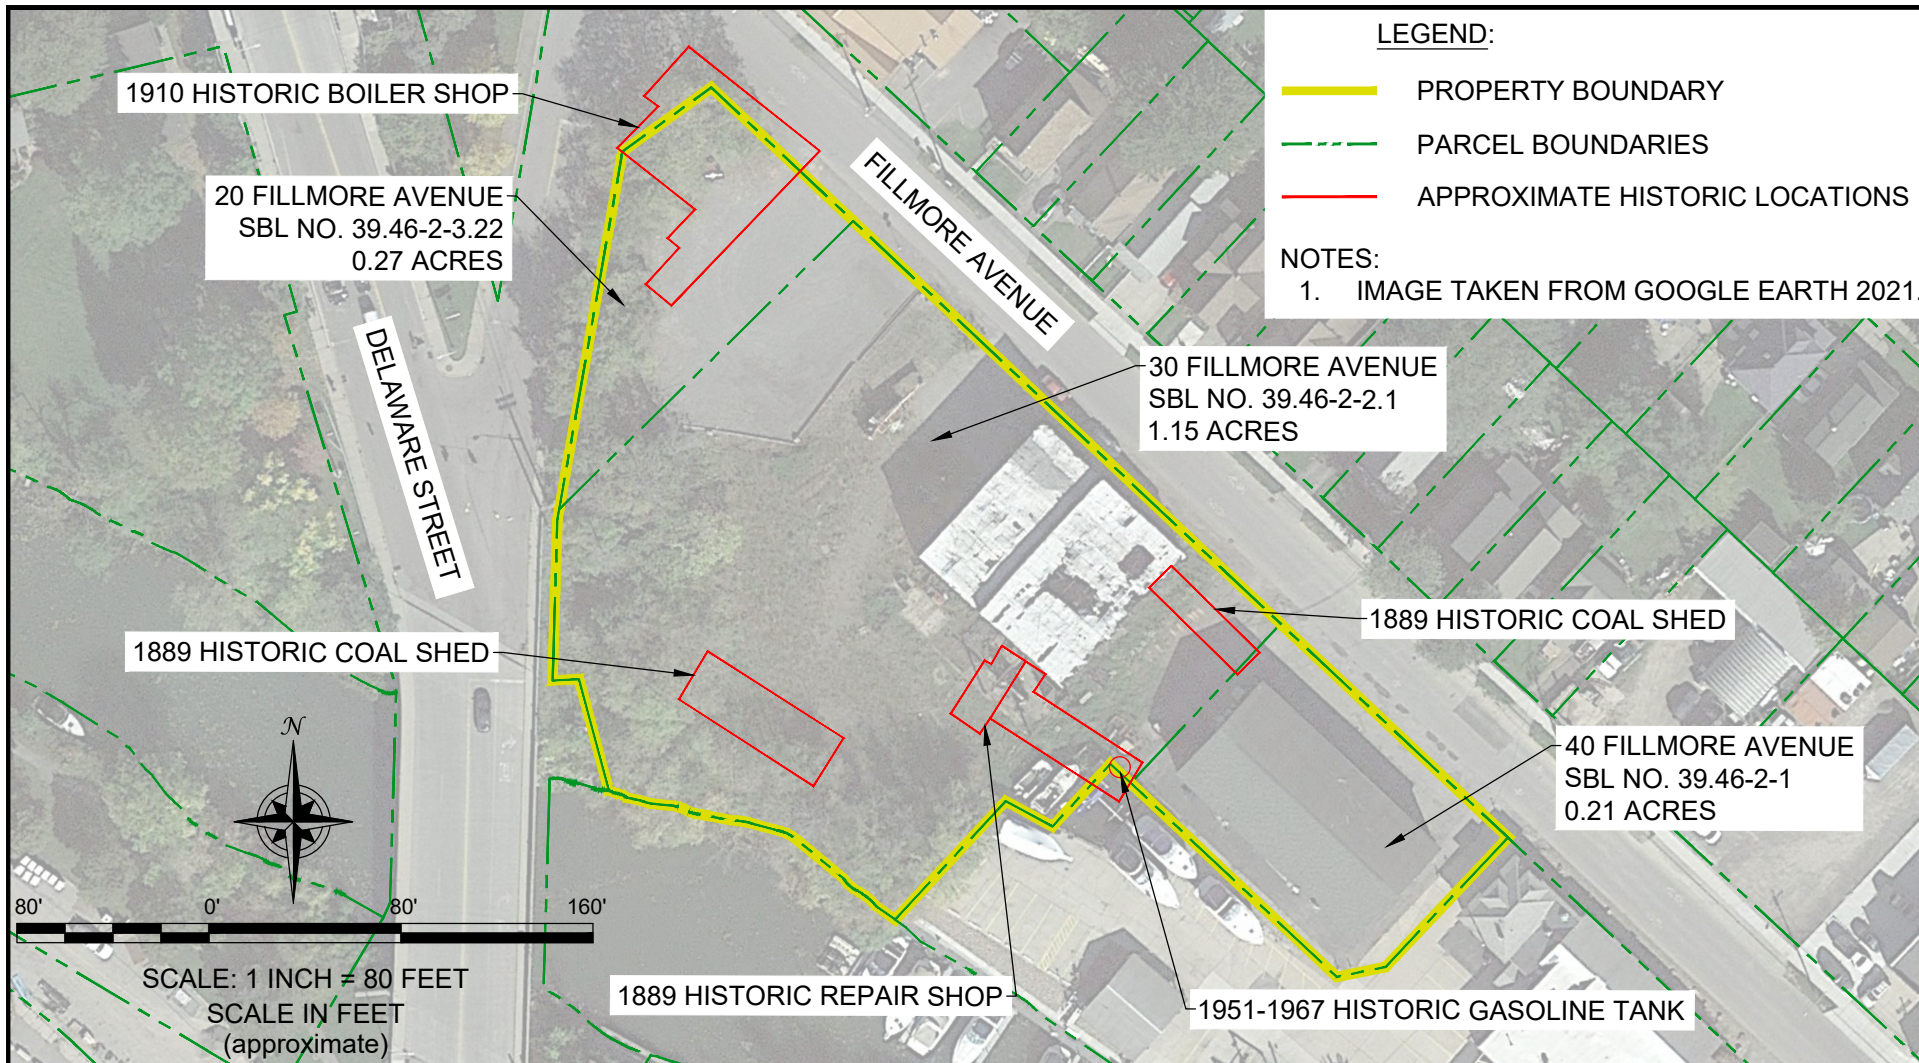 LEGEND:
PROPERTY BOUNDARY
PARCEL BOUNDARIES
APPROXIMATE HISTORIC LOCATIONS
NOTES:
1. IMAGE TAKEN FROM GOOGLE EARTH 2021.
1910 HISTORIC BOILER SHOP
20 FILLMORE AVENUE
SBL NO. 39.46-2-3.22
0.27 ACRES
FILLMORE AVENUE
DELAWARE STREET
30 FILLMORE AVENUE
SBL NO. 39.46-2-2.1
1.15 ACRES
1889 HISTORIC COAL SHED
1889 HISTORIC COAL SHED
40 FILLMORE AVENUE
SBL NO. 39.46-2-1
0.21 ACRES
N
80' 0' 80' 160'
SCALE: 1 INCH = 80 FEET
SCALE IN FEET
(approximate)
1889 HISTORIC REPAIR SHOP
1951-1967 HISTORIC GASOLINE TANK